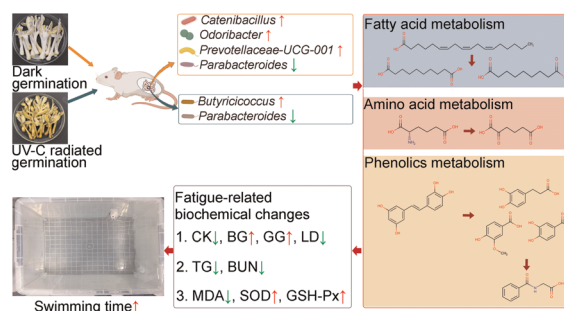 Dark
germination
UV-C radiated
germination
Catenibacillus ↑
Odoribacter ↑
Prevotellaceae-UCG-001 ↑
Parabacteroides ↓
Butyricicoccus ↑
Parabacteroides ↓
Fatty acid metabolism
Amino acid metabolism
Phenolics metabolism
Fatigue-related
biochemical changes
1. CK↓, BG↑, GG↑, LD↓
2. TG↓, BUN↓
3. MDA↓, SOD↑, GSH-Px↑
Swimming time↑